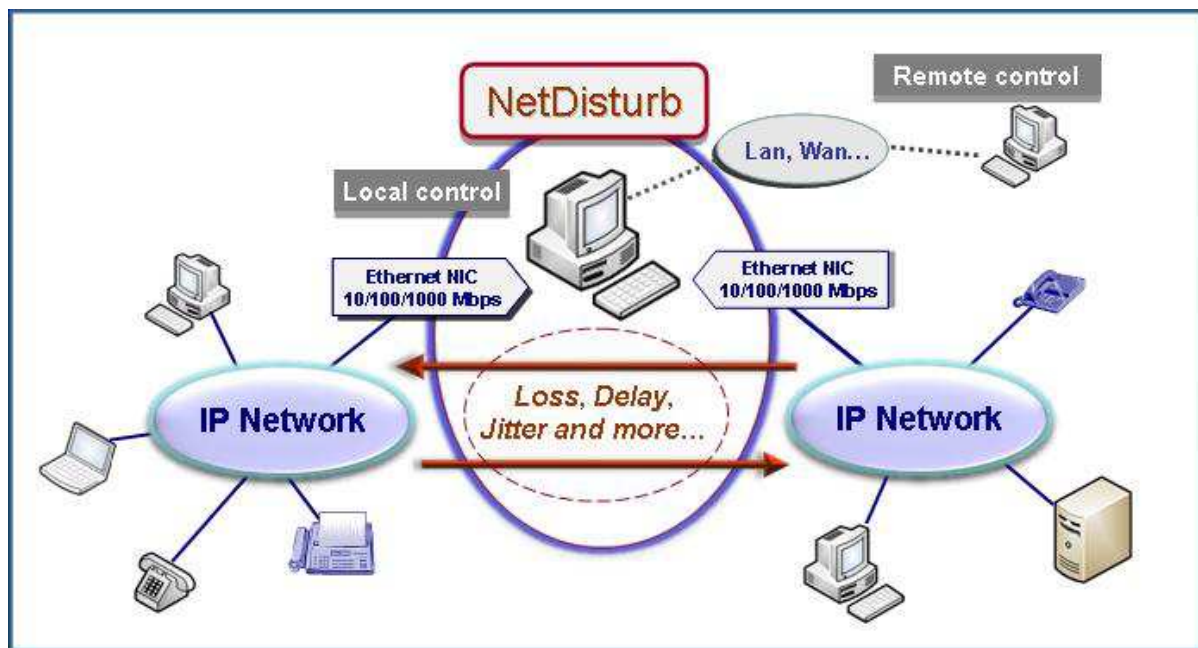 NetDisturb
Remote control
Lan, Wan...
Local control
Ethernet NIC
10/100/1000 Mbps
Ethernet NIC
10/100/1000 Mbps
IP Network
Loss, Delay,
Jitter and more...
IP Network